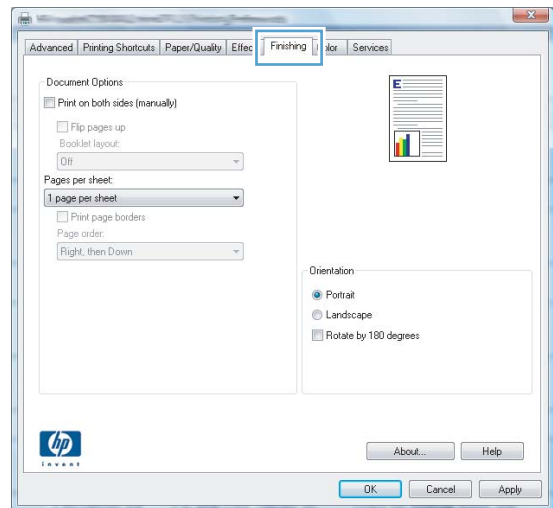 Advanced Printing Shortcuts Paper/Quality Effec Finishing olor Services
Document Options
Print on both sides (manually)
Flip pages up
Booklet layout:
Off
Pages per sheet:
1 page per sheet
Print page borders
Page order:
Right, then Down
E
Orientation
Portrait
Landscape
Rotate by 180 degrees
hp
invent
About... Help
OK Cancel Apply